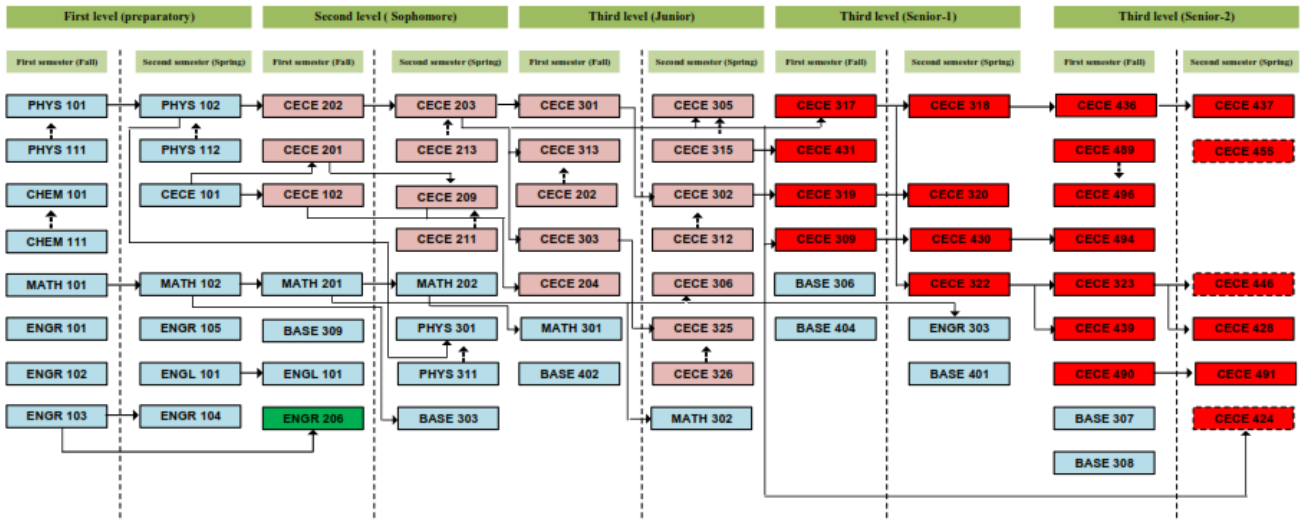 First level (preparatory)
Second level ( Sophomore)
Third level (Junior)
Third level (Senior-1)
Third level (Senior-2)
First semester (Fall)
Second semester (Spring)
First semester (Fall)
Second semester (Spring)
First semester (Fall)
Second semester (Spring)
First semester (Fall)
Second semester (Spring)
First semester (Fall)
Second semester (Spring)
PHYS 101
PHYS 102
CECE 202
CECE 203
CECE 301
CECE 305
CECE 317
CECE 318
CECE 436
CECE 437
PHYS 111
PHYS 112
CECE 201
CECE 213
CECE 313
CECE 315
CECE 431
CECE 489
CECE 455
CHEM 101
CECE 101
CECE 102
CECE 209
CECE 202
CECE 302
CECE 319
CECE 320
CECE 496
CHEM 111
CECE 211
CECE 303
CECE 312
CECE 309
CECE 430
CECE 494
MATH 101
MATH 102
MATH 201
MATH 202
CECE 204
CECE 306
BASE 306
CECE 322
CECE 323
CECE 446
ENGR 101
ENGR 105
BASE 309
PHYS 301
MATH 301
CECE 325
BASE 404
ENGR 303
CECE 439
CECE 428
ENGR 102
ENGL 101
ENGL 101
PHYS 311
BASE 402
CECE 326
BASE 401
CECE 490
CECE 491
ENGR 103
ENGR 104
ENGR 206
BASE 303
MATH 302
BASE 307
CECE 424
BASE 308